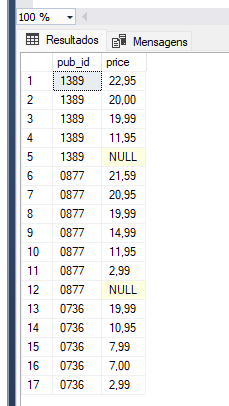 100 %
Resultados Mensagens
pub_id price
1 1389 22,95
2 1389 20,00
3 1389 19,99
4 1389 11,95
5 1389 NULL
6 0877 21,59
7 0877 20,95
8 0877 19,99
9 0877 14,99
10 0877 11,95
11 0877 2,99
12 0877 NULL
13 0736 19,99
14 0736 10,95
15 0736 7,99
16 0736 7,00
17 0736 2,99